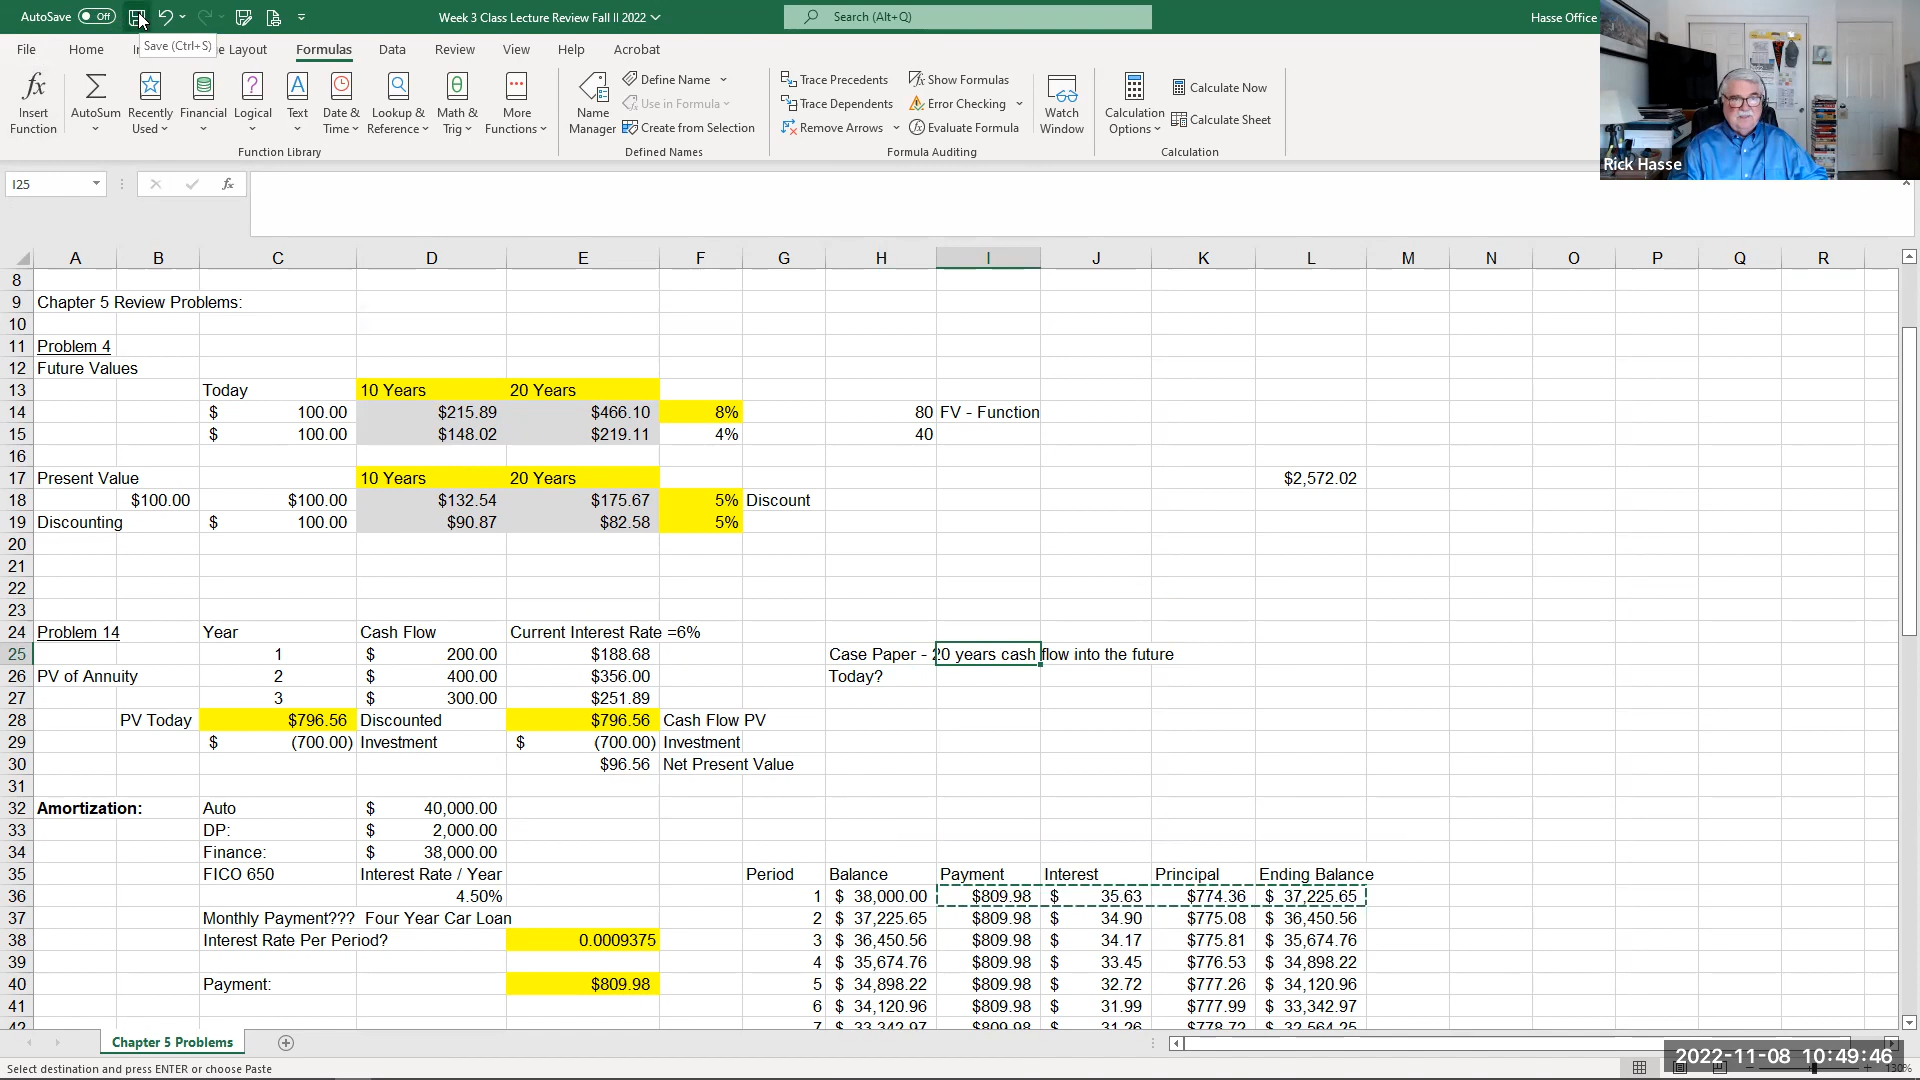 AutoSave Off Week 3 Class Lecture Review Fall II 2022 Search (Alt+Q) Hasse Office
Save (Ctrl+S)
File Home e Layout Formulas Data Review View Help Acrobat
Insert Function AutoSum Recently Used Financial Logical Text Date & Time Lookup & Reference Math & Trig More Functions
Function Library
Name Manager Define Name Use in Formula Create from Selection
Defined Names
Trace Precedents Trace Dependents Remove Arrows Show Formulas Error Checking Evaluate Formula
Formula Auditing
Watch Window
Calculation Options Calculate Now Calculate Sheet
Calculation
Rick Hasse
I25 fx
A B C D E F G H I J K L M N O P Q R
8
9 Chapter 5 Review Problems:
10
11 Problem 4
12 Future Values
13 Today 10 Years 20 Years
14 $ 100.00 $215.89 $466.10 8% 80 FV - Function
15 $ 100.00 $148.02 $219.11 4% 40
16
17 Present Value 10 Years 20 Years $2,572.02
18 $100.00 $100.00 $132.54 $175.67 5% Discount
19 Discounting $ 100.00 $90.87 $82.58 5%
20
21
22
23
24 Problem 14 Year Cash Flow Current Interest Rate =6%
25 1 $ 200.00 $188.68 Case Paper - 20 years cash flow into the future
26 PV of Annuity 2 $ 400.00 $356.00 Today?
27 3 $ 300.00 $251.89
28 PV Today $796.56 Discounted $796.56 Cash Flow PV
29 $ (700.00) Investment $ (700.00) Investment
30 $96.56 Net Present Value
31
32 Amortization: Auto $ 40,000.00
33 DP: $ 2,000.00
34 Finance: $ 38,000.00
35 FICO 650 Interest Rate / Year Period Balance Payment Interest Principal Ending Balance
36 4.50% 1 $ 38,000.00 $809.98 $ 35.63 $774.36 $ 37,225.65
37 Monthly Payment??? Four Year Car Loan 2 $ 37,225.65 $809.98 $ 34.90 $775.08 $ 36,450.56
38 Interest Rate Per Period? 0.0009375 3 $ 36,450.56 $809.98 $ 34.17 $775.81 $ 35,674.76
39 4 $ 35,674.76 $809.98 $ 33.45 $776.53 $ 34,898.22
40 Payment: $809.98 5 $ 34,898.22 $809.98 $ 32.72 $777.26 $ 34,120.96
41 6 $ 34,120.96 $809.98 $ 31.99 $777.99 $ 33,342.97
42 7 $ 33,342.97 $809.98 $ 31.26 $778.72 $ 32,564.25
Chapter 5 Problems
Select destination and press ENTER or choose Paste 130%
2022-11-08 10:49:46